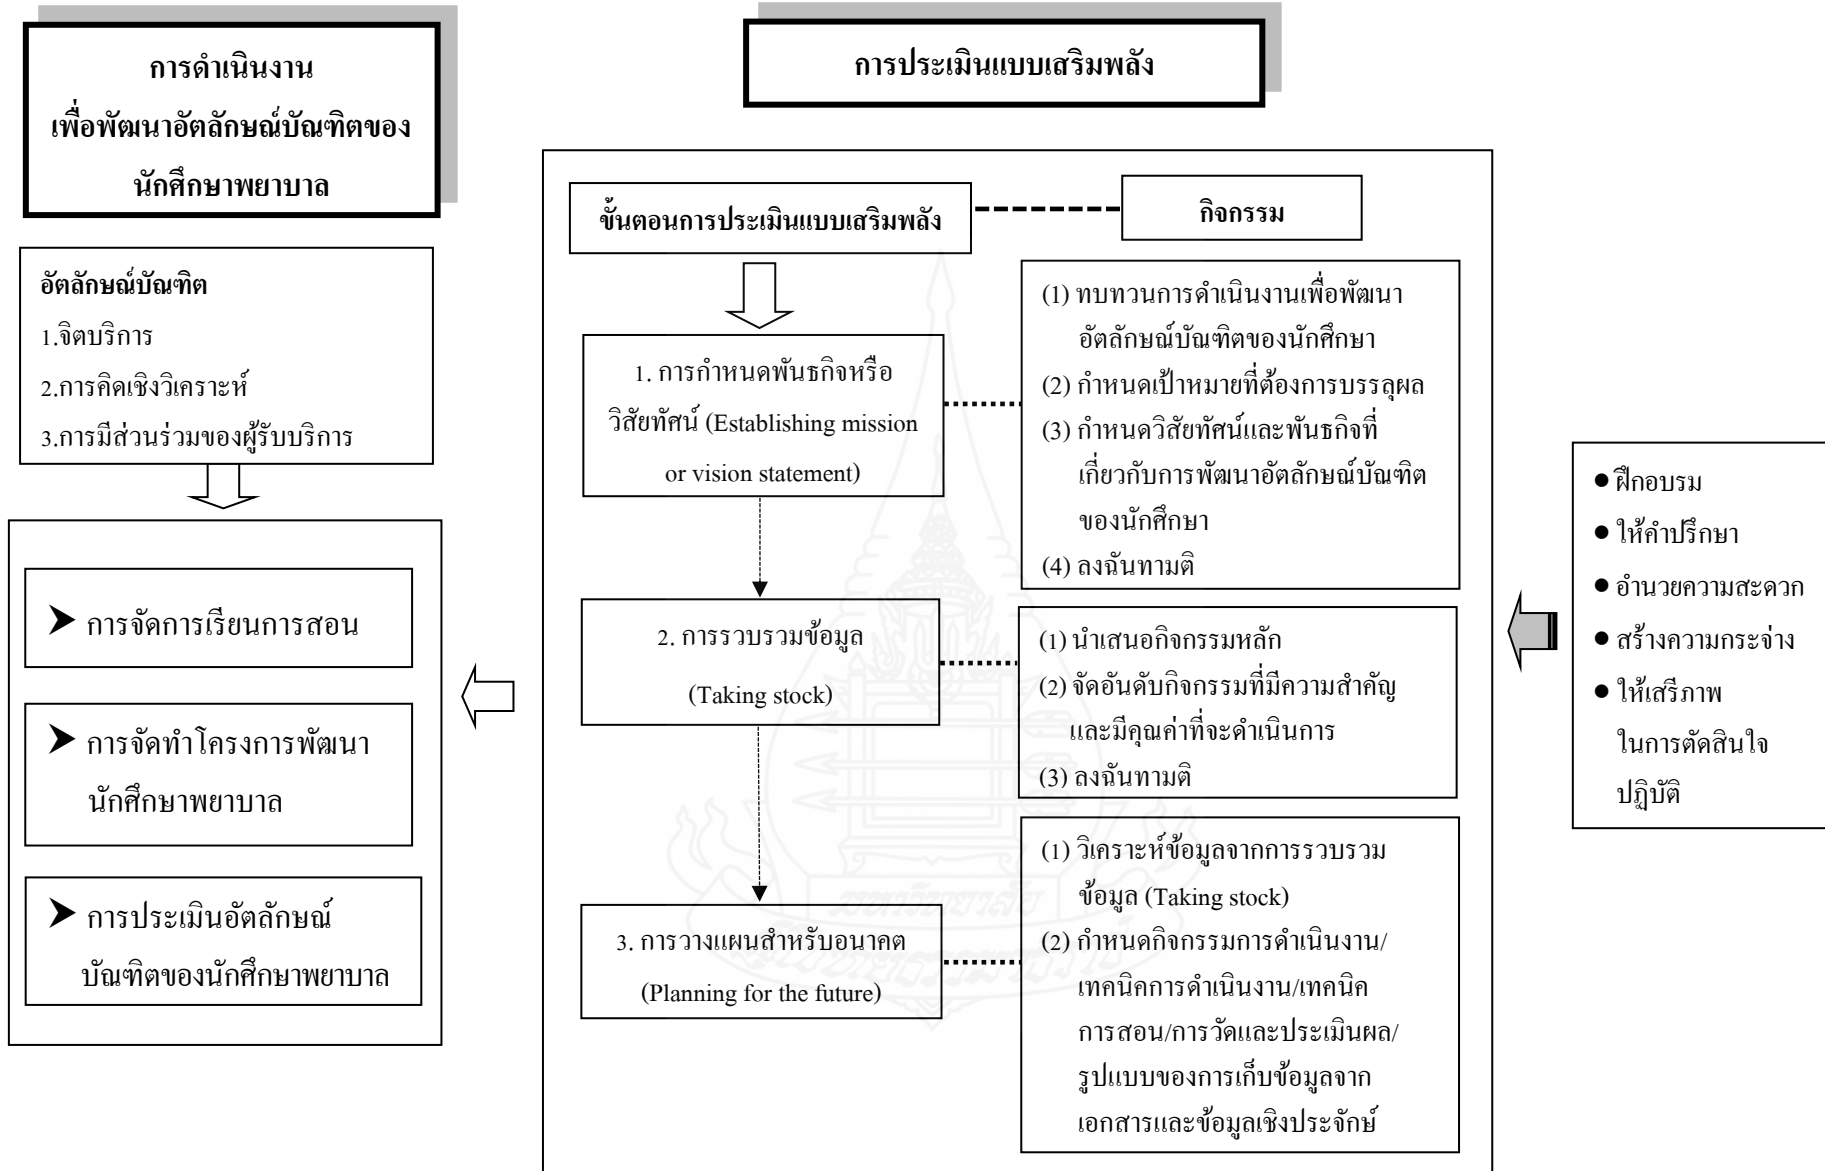 การดำเนินงาน
เพื่อพัฒนาอัตลักษณ์บัณฑิตของ
นักศึกษาพยาบาล
อัตลักษณ์บัณฑิต
1.จิตบริการ
2.การคิดเชิงวิเคราะห์
3.การมีส่วนร่วมของผู้รับบริการ
➤ การจัดการเรียนการสอน
➤ การจัดทำโครงการพัฒนา
นักศึกษาพยาบาล
➤ การประเมินอัตลักษณ์
บัณฑิตของนักศึกษาพยาบาล
การประเมินแบบเสริมพลัง
ขั้นตอนการประเมินแบบเสริมพลัง
กิจกรรม
1. การกำหนดพันธกิจหรือ
วิสัยทัศน์ (Establishing mission
or vision statement)
(1) ทบทวนการดำเนินงานเพื่อพัฒนา
อัตลักษณ์บัณฑิตของนักศึกษา
(2) กำหนดเป้าหมายที่ต้องการบรรลุผล
(3) กำหนดวิสัยทัศน์และพันธกิจที่
เกี่ยวกับการพัฒนาอัตลักษณ์บัณฑิต
ของนักศึกษา
(4) ลงฉันทามติ
2. การรวบรวมข้อมูล
(Taking stock)
(1) นำเสนอกิจกรรมหลัก
(2) จัดอันดับกิจกรรมที่มีความสำคัญ
และมีคุณค่าที่จะดำเนินการ
(3) ลงฉันทามติ
3. การวางแผนสำหรับอนาคต
(Planning for the future)
(1) วิเคราะห์ข้อมูลจากการรวบรวม
ข้อมูล (Taking stock)
(2) กำหนดกิจกรรมการดำเนินงาน/
เทคนิคการดำเนินงาน/เทคนิค
การสอน/การวัดและประเมินผล/
รูปแบบของการเก็บข้อมูลจาก
เอกสารและข้อมูลเชิงประจักษ์
● ฝึกอบรม
● ให้คำปรึกษา
● อำนวยความสะดวก
● สร้างความกระจ่าง
● ให้เสรีภาพ
ในการตัดสินใจ
ปฏิบัติ
มหาวิทยาลัย